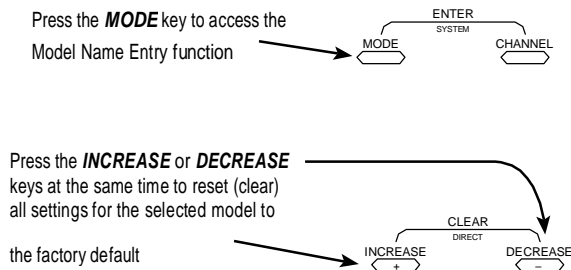 Press the MODE key to access the
Model Name Entry function
ENTER
SYSTEM
MODE
CHANNEL
Press the INCREASE or DECREASE
keys at the same time to reset (clear)
all settings for the selected model to
the factory default
CLEAR
DIRECT
INCREASE
DECREASE
+
–